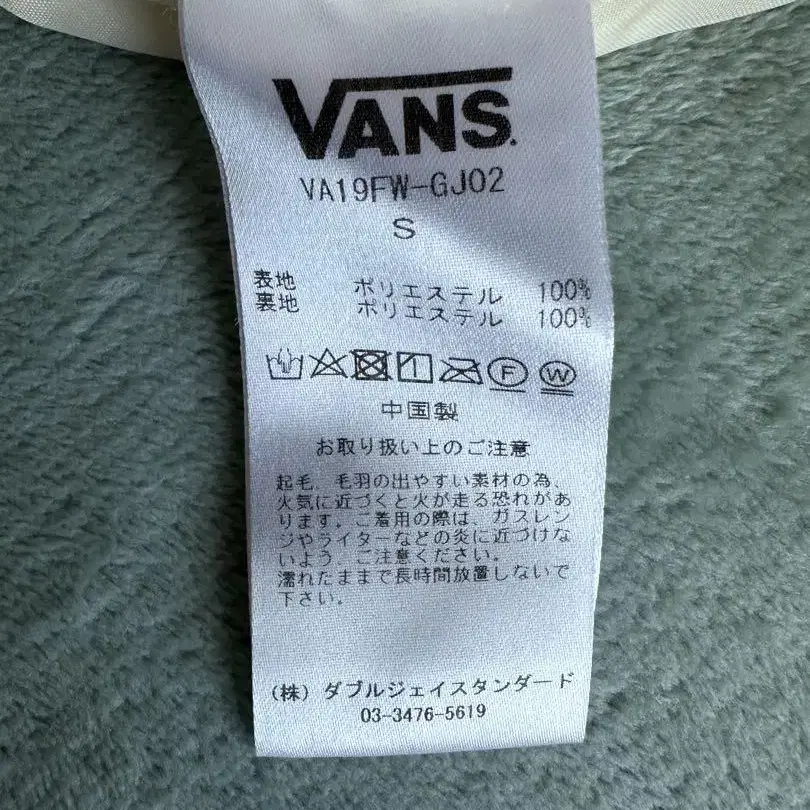 VANS
VA19FW-GJ02
S
表地 ポリエステル 100%
裏地 ポリエステル 100%
F W
中国製
お取り扱い上のご注意
起毛、毛羽の出やすい素材の為、
火気に近づくと火が走る恐れがあ
ります。ご着用の際は、ガスレン
ジやライターなどの炎に近づけな
いよう、ご注意ください。
濡れたままで長時間放置しないで
下さい。
(株)ダブルジェイスタンダード
03-3476-5619